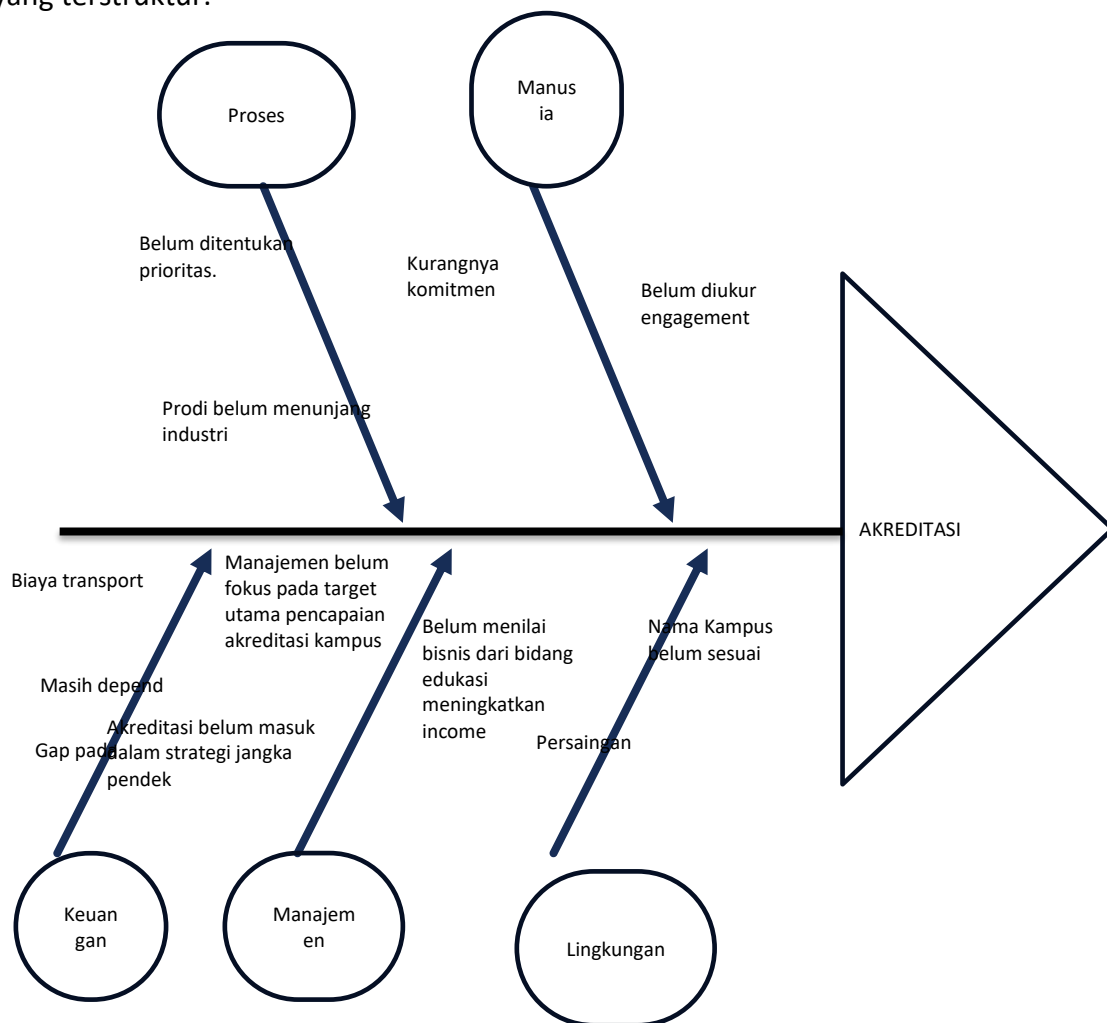 yang terstruktur.
Manus
ia
Proses
Belum ditentukan
prioritas.
Kurangnya
komitmen
Belum diukur
engagement
Prodi belum menunjang
industri
AKREDITASI
Biaya transport
Manajemen belum
fokus pada target
utama pencapaian
akreditasi kampus
Belum menilai
bisnis dari bidang
edukasi
meningkatkan
income
Nama Kampus
belum sesuai
Masih depend
Gap pada
Akreditasi belum masuk
dalam strategi jangka
pendek
Persaingan
Keuan
gan
Manajem
en
Lingkungan